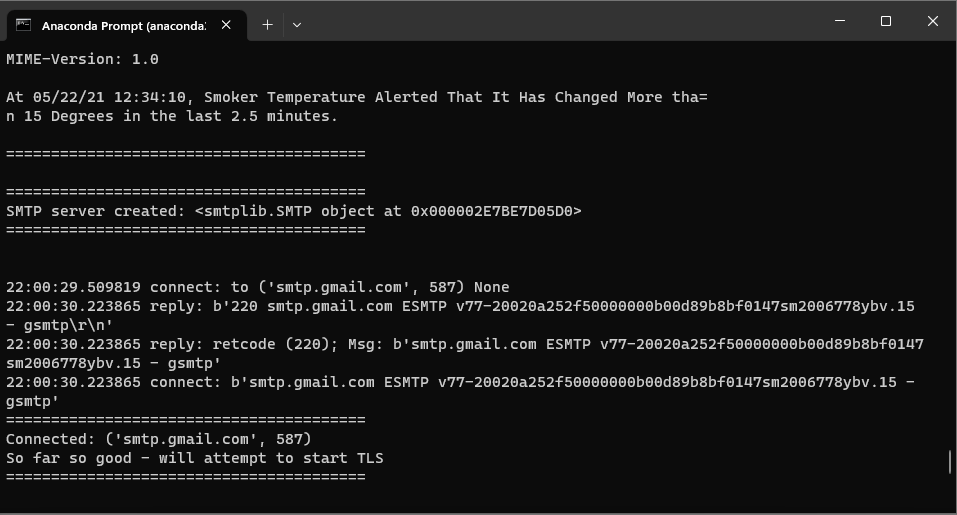 Anaconda Prompt (anaconda:
MIME-Version: 1.0
At 05/22/21 12:34:10, Smoker Temperature Alerted That It Has Changed More tha=
n 15 Degrees in the last 2.5 minutes.
========================================
========================================
SMTP server created: <smtplib.SMTP object at 0x000002E7BE7D05D0>
========================================
22:00:29.509819 connect: to ('smtp.gmail.com', 587) None
22:00:30.223865 reply: b'220 smtp.gmail.com ESMTP v77-20020a252f50000000b00d89b8bf0147sm2006778ybv.15
- gsmtp\r\n'
22:00:30.223865 reply: retcode (220); Msg: b'smtp.gmail.com ESMTP v77-20020a252f50000000b00d89b8bf0147
sm2006778ybv.15 - gsmtp'
22:00:30.223865 connect: b'smtp.gmail.com ESMTP v77-20020a252f50000000b00d89b8bf0147sm2006778ybv.15 -
gsmtp'
========================================
Connected: ('smtp.gmail.com', 587)
So far so good - will attempt to start TLS
========================================